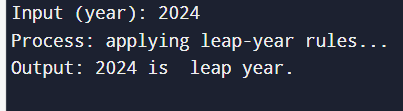 Input (year): 2024
Process: applying leap-year rules...
Output: 2024 is  leap year.